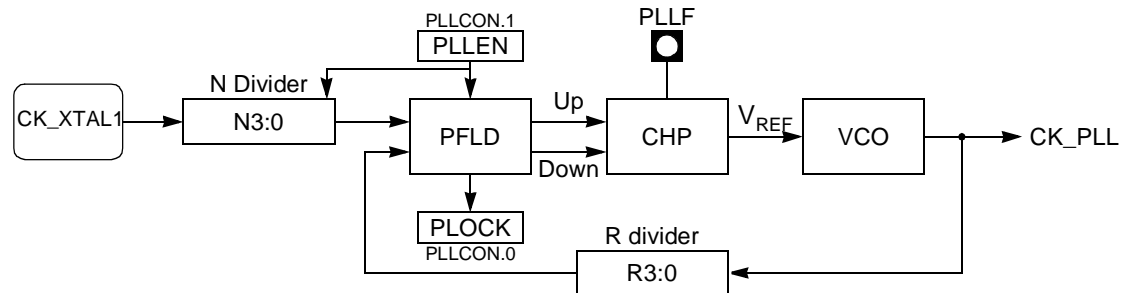 PLLCON.1
PLLEN
PLLF
N Divider
CK_XTAL1
N3:0
PFLD
Up
Down
CHP
VREF
VCO
CK_PLL
PLOCK
PLLCON.0
R divider
R3:0